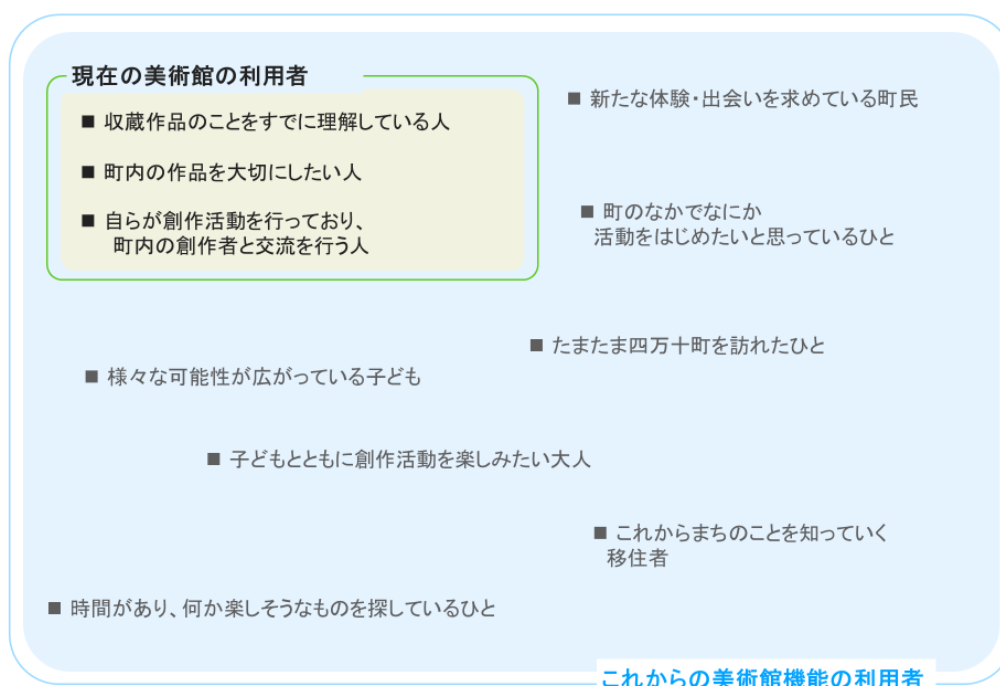 現在の美術館の利用者
■ 収蔵作品のことをすでに理解している人
■ 町内の作品を大切にしたい人
■ 自らが創作活動を行っており、
町内の創作者と交流を行う人
■ 新たな体験・出会いを求めている町民
■ 町のなかでなにか
活動をはじめたいと思っているひと
■ たまたま四万十町を訪れたひと
■ 様々な可能性が広がっている子ども
■ 子どもとともに創作活動を楽しみたい大人
■ これからまちのことを知っていく
移住者
■ 時間があり、何か楽しそうなものを探しているひと
これからの美術館機能の利用者